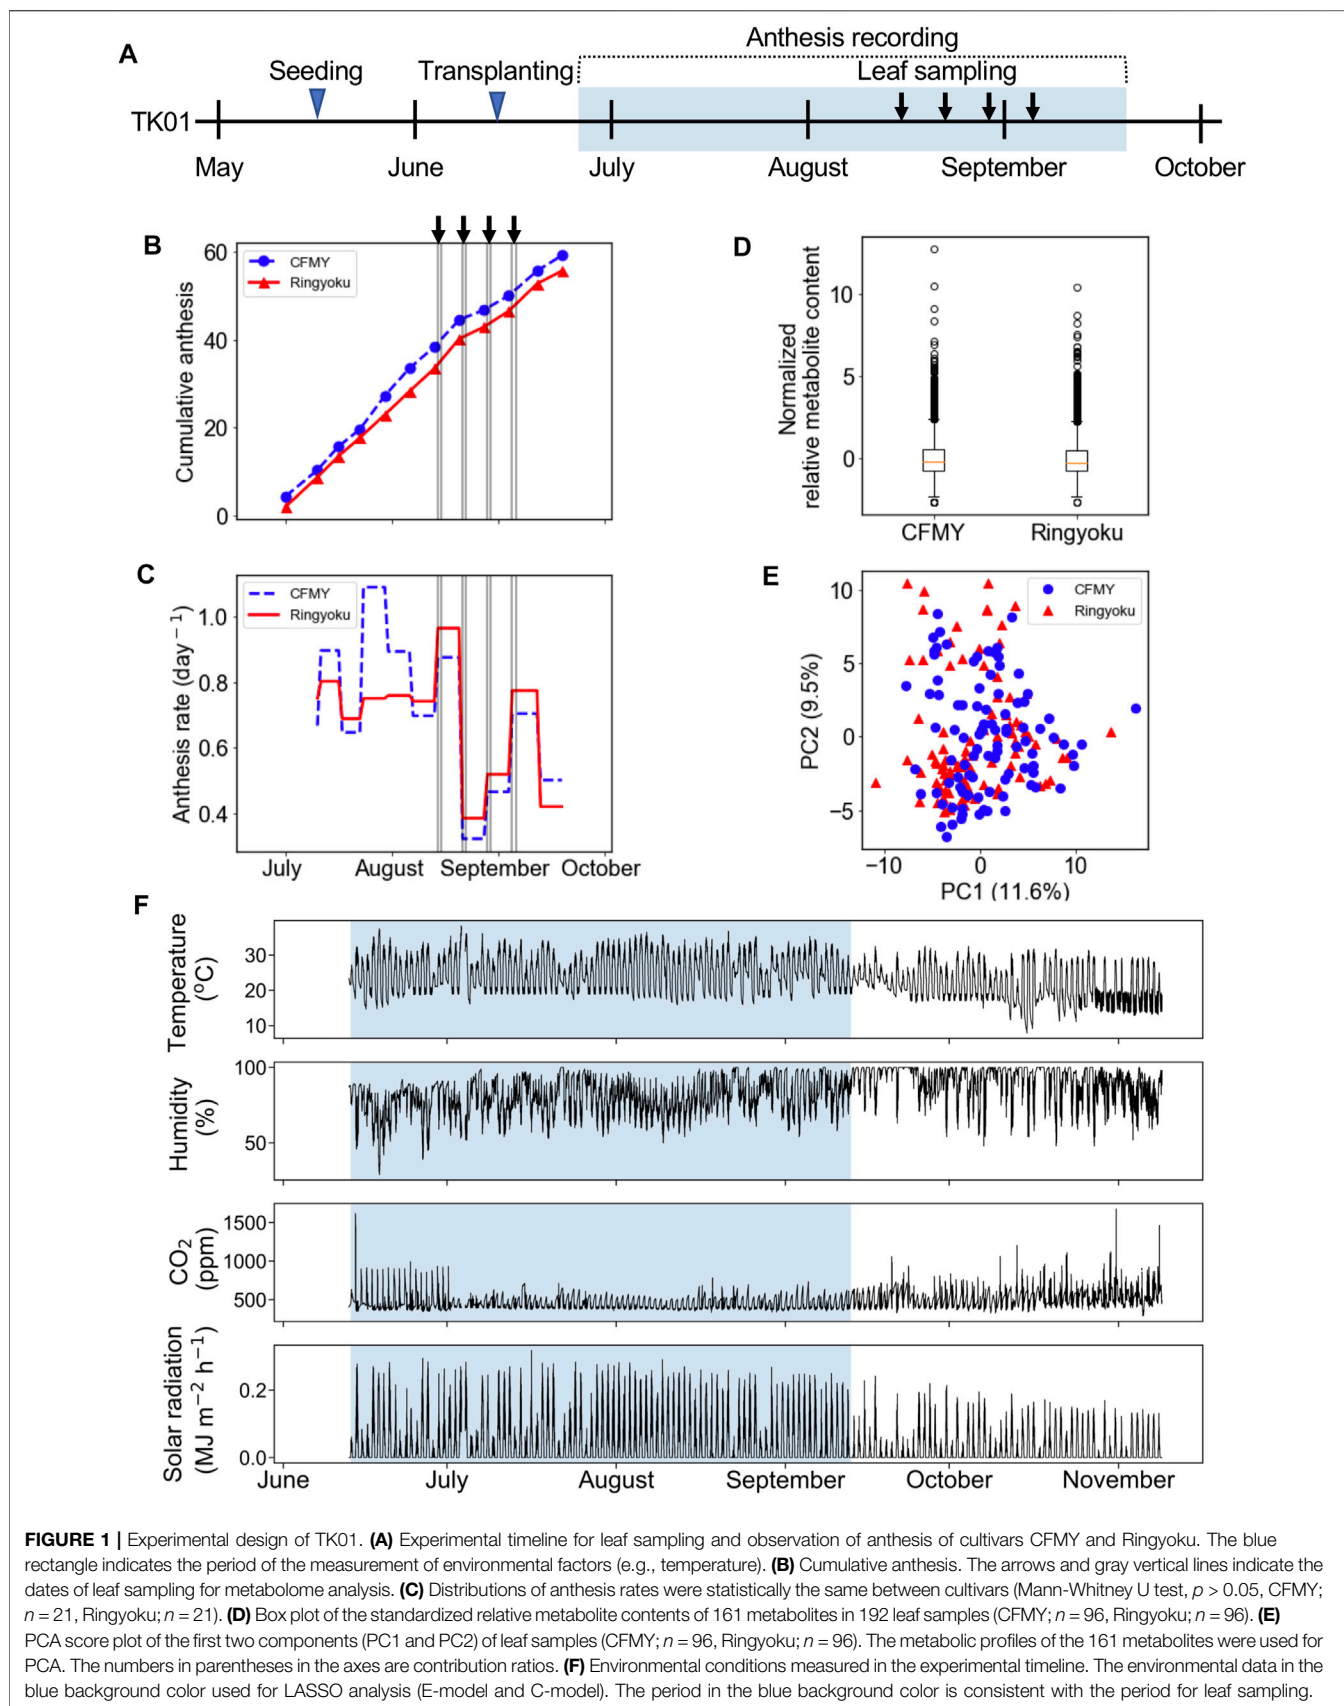 A
Anthesis recording
Seeding
Transplanting
Leaf sampling
TK01
May
June
July
August
September
October
B
Cumulative anthesis
60
40
20
0
CFMY
Ringyoku
C
Anthesis rate (day⁻¹)
1.0
0.8
0.6
0.4
CFMY
Ringyoku
July
August
September
October
D
Normalized
relative metabolite content
10
5
0
CFMY
Ringyoku
E
PC2 (9.5%)
10
5
0
−5
CFMY
Ringyoku
−10
0
10
PC1 (11.6%)
F
Temperature
(°C)
30
20
10
Humidity
(%)
100
50
CO₂
(ppm)
1500
1000
500
Solar radiation
(MJ m⁻² h⁻¹)
0.2
0.0
June
July
August
September
October
November
FIGURE 1 | Experimental design of TK01. (A) Experimental timeline for leaf sampling and observation of anthesis of cultivars CFMY and Ringyoku. The blue
rectangle indicates the period of the measurement of environmental factors (e.g., temperature). (B) Cumulative anthesis. The arrows and gray vertical lines indicate the
dates of leaf sampling for metabolome analysis. (C) Distributions of anthesis rates were statistically the same between cultivars (Mann-Whitney U test, p > 0.05, CFMY;
n = 21, Ringyoku; n = 21). (D) Box plot of the standardized relative metabolite contents of 161 metabolites in 192 leaf samples (CFMY; n = 96, Ringyoku; n = 96). (E)
PCA score plot of the first two components (PC1 and PC2) of leaf samples (CFMY; n = 96, Ringyoku; n = 96). The metabolic profiles of the 161 metabolites were used for
PCA. The numbers in parentheses in the axes are contribution ratios. (F) Environmental conditions measured in the experimental timeline. The environmental data in the
blue background color used for LASSO analysis (E-model and C-model). The period in the blue background color is consistent with the period for leaf sampling.